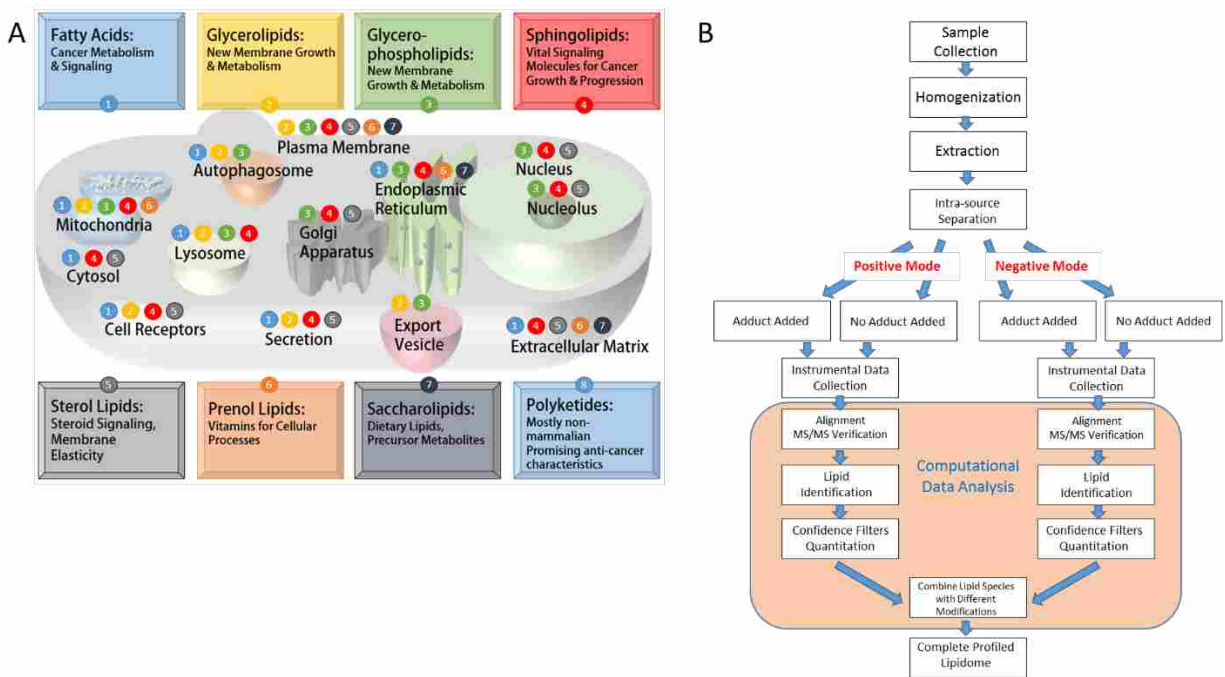 A
Fatty Acids:
Cancer Metabolism
& Signaling
1
Glycerolipids:
New Membrane Growth
& Metabolism
2
Glycero-
phospholipids:
New Membrane
Growth & Metabolism
3
Sphingolipids:
Vital Signaling
Molecules for Cancer
Growth & Progression
4
2 3 4 5 6 7
Plasma Membrane
1 2 3
Autophagosome
1 3 4 6 7
Endoplasmic
Reticulum
3 4 5
Nucleus
3 4 5
Nucleolus
1 2 3 4 6
Mitochondria
1 2 3 4
Lysosome
3 4 5
Golgi
Apparatus
1 4 5
Cytosol
1 2 4 5
Cell Receptors
1 2 4 5
Secretion
2 3
Export
Vesicle
1 4 5 6 7
Extracellular Matrix
5
Sterol Lipids:
Steroid Signaling,
Membrane
Elasticity
6
Prenol Lipids:
Vitamins for Cellular
Processes
7
Saccharolipids:
Dietary Lipids,
Precursor Metabolites
8
Polyketides:
Mostly non-
mammalian
Promising anti-cancer
characteristics
B
Sample
Collection
Homogenization
Extraction
Intra-source
Separation
Positive Mode
Negative Mode
Adduct Added
No Adduct Added
Adduct Added
No Adduct Added
Instrumental Data
Collection
Instrumental Data
Collection
Alignment
MS/MS Verification
Alignment
MS/MS Verification
Computational
Data Analysis
Lipid
Identification
Lipid
Identification
Confidence Filters
Quantitation
Confidence Filters
Quantitation
Combine Lipid Species
with Different
Modifications
Complete Profiled
Lipidome